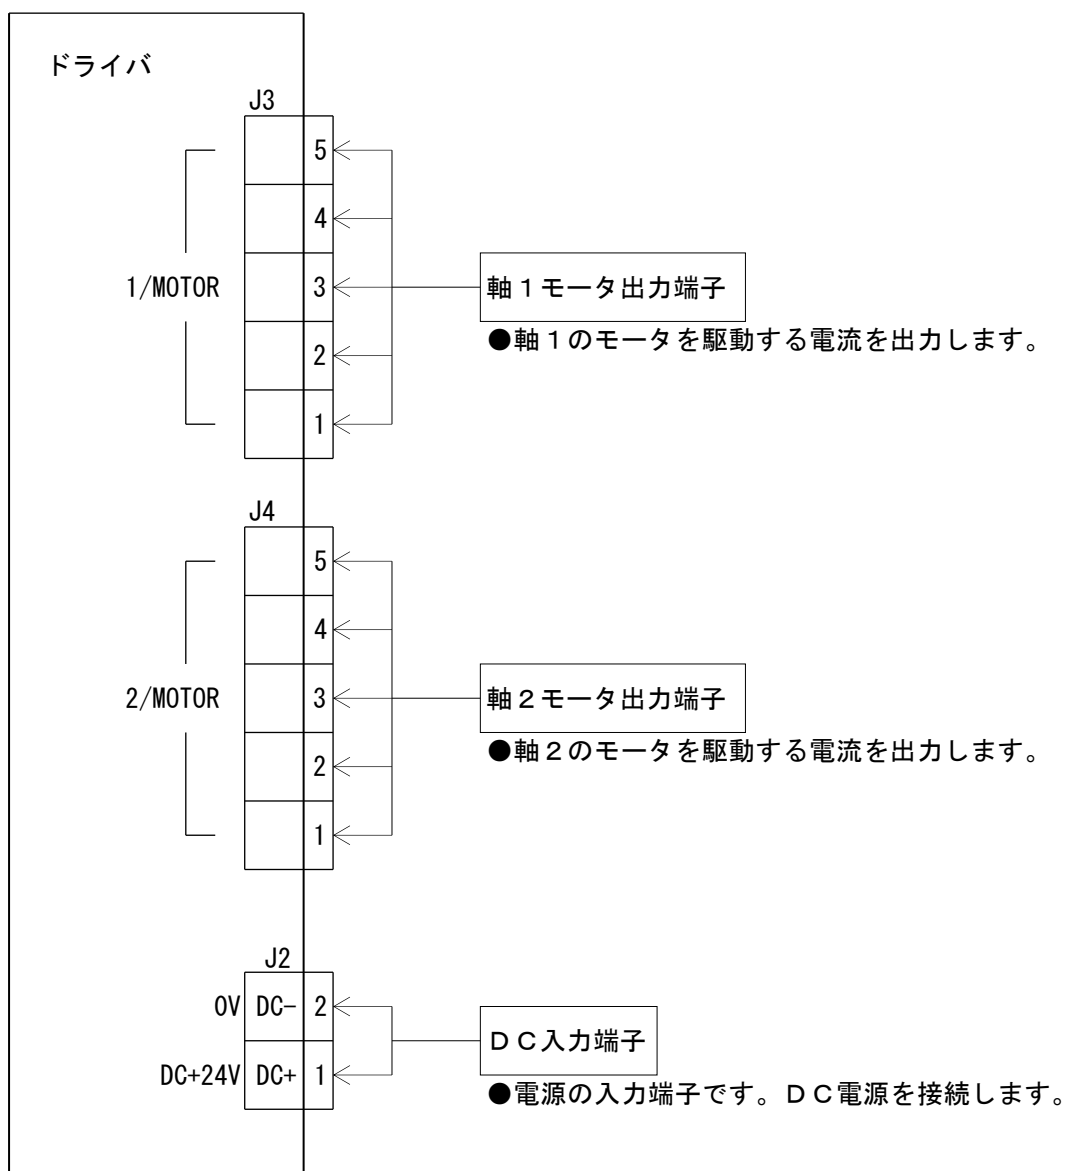 ドライバ
J3
5
4
1/MOTOR
3
軸1モータ出力端子
●軸1のモータを駆動する電流を出力します。
2
1
J4
5
4
2/MOTOR
3
軸2モータ出力端子
●軸2のモータを駆動する電流を出力します。
2
1
J2
0V DC− 2
DC入力端子
DC+24V DC+ 1
●電源の入力端子です。DC電源を接続します。